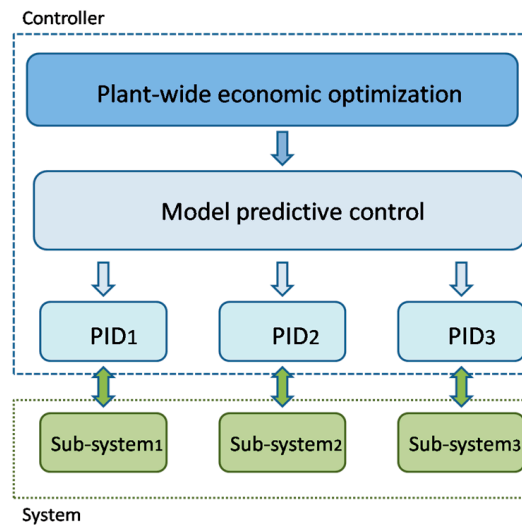 Controller
Plant-wide economic optimization
Model predictive control
PID1
PID2
PID3
Sub-system1
Sub-system2
Sub-system3
System